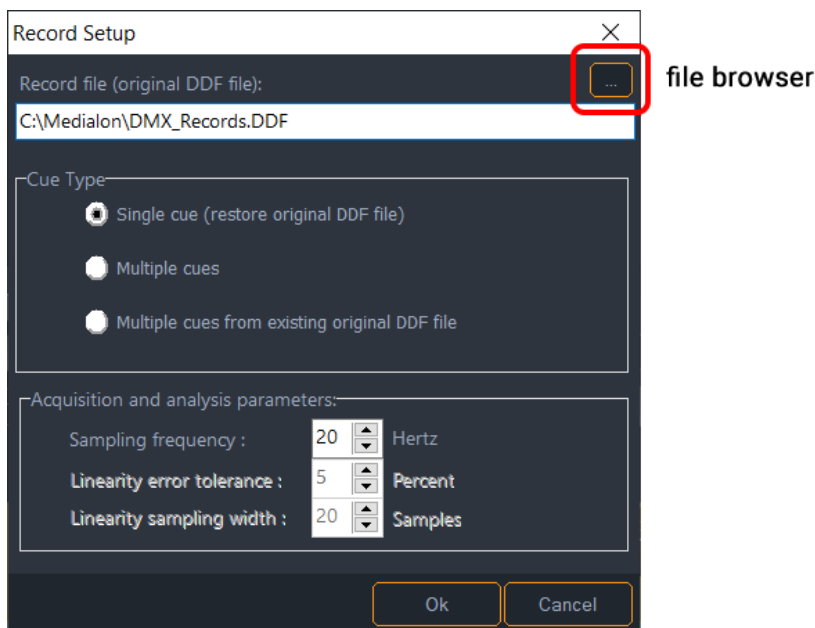 Record Setup
Record file (original DDF file):
...
file browser
C:\Medialon\DMX_Records.DDF
Cue Type
Single cue (restore original DDF file)
Multiple cues
Multiple cues from existing original DDF file
Acquisition and analysis parameters:
Sampling frequency : 20 Hertz
Linearity error tolerance : 5 Percent
Linearity sampling width : 20 Samples
Ok Cancel